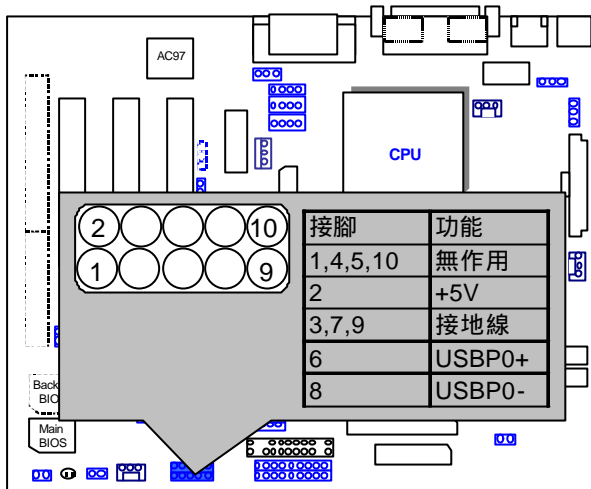 AC97
CPU
2 10
1 9
接腳 功能
1,4,5,10 無作用
2 +5V
3,7,9 接地線
6 USBP0+
8 USBP0-
Back
BIO
Main
BIOS